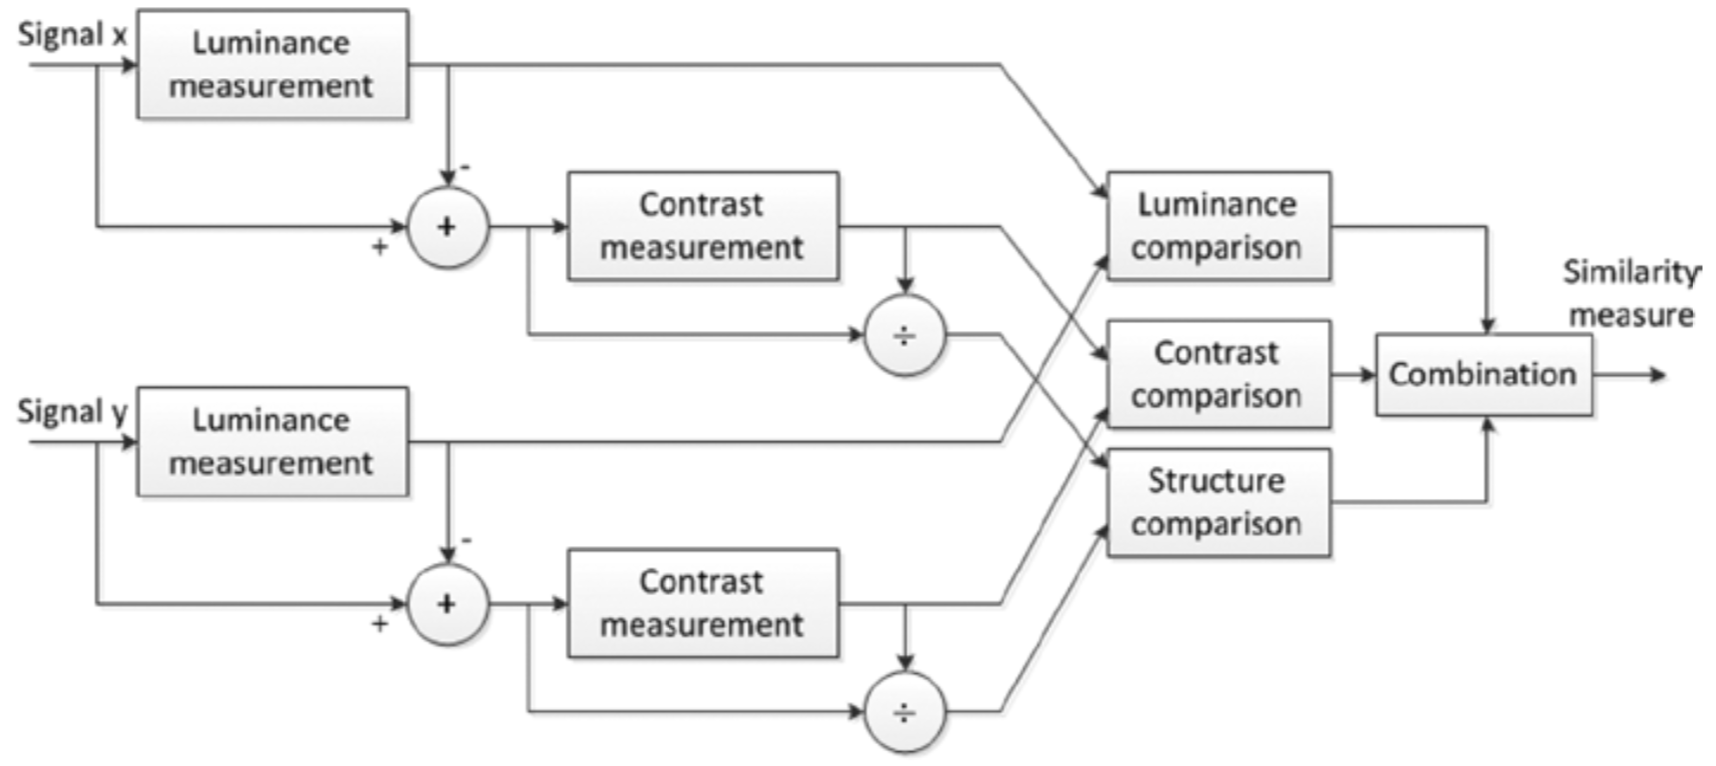 Signal x
Luminance
measurement
-
+
+
Contrast
measurement
÷
Signal y
Luminance
measurement
-
+
+
Contrast
measurement
÷
Luminance
comparison
Contrast
comparison
Structure
comparison
Combination
Similarity
measure